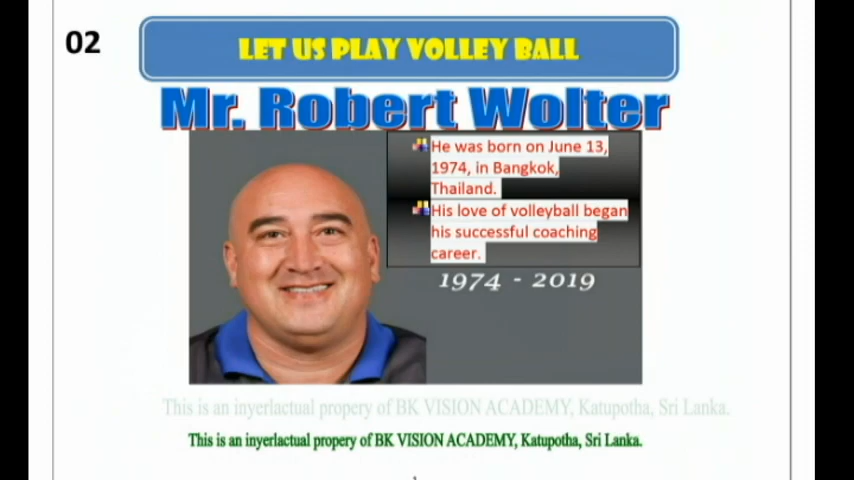 02
LET US PLAY VOLLEY BALL
Mr. Robert Wolter
He was born on June 13,
1974, in Bangkok,
Thailand.
His love of volleyball began
his successful coaching
career.
1974 - 2019
This is an inyerlactual propery of BK VISION ACADEMY, Katupotha, Sri Lanka.
This is an inyerlactual propery of BK VISION ACADEMY, Katupotha, Sri Lanka.